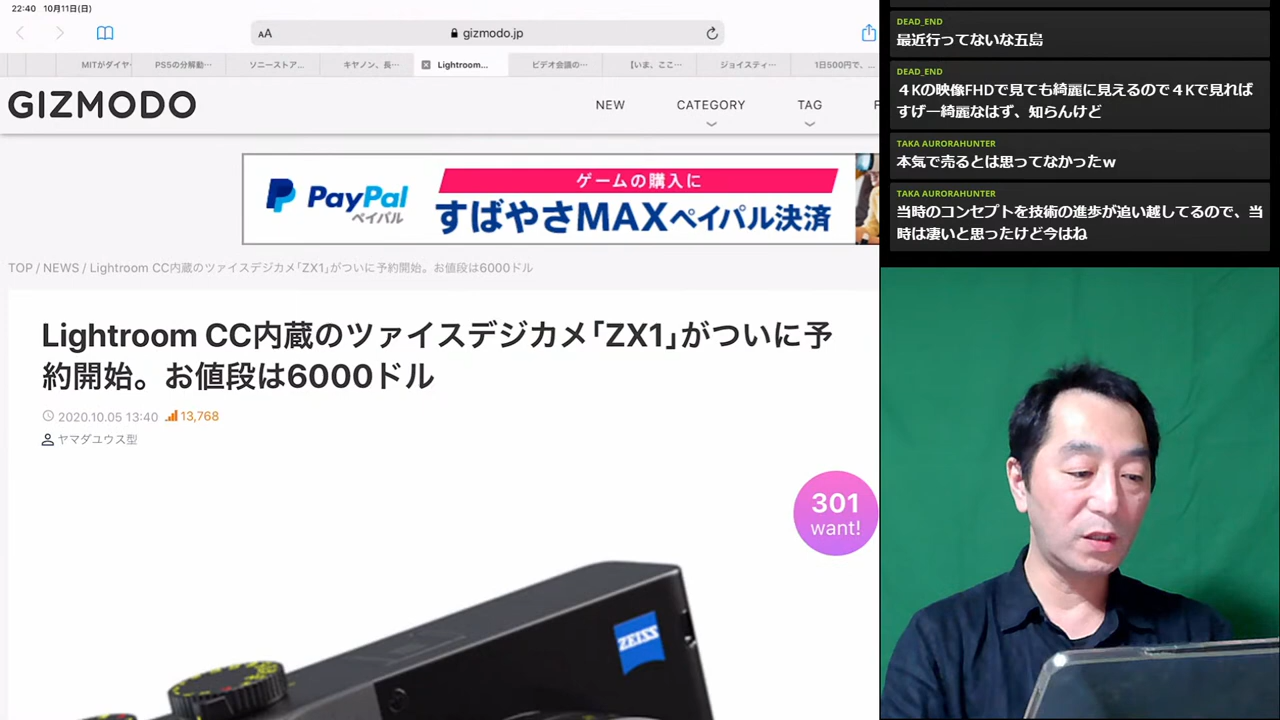 22:40 10月11日(日)
AA
gizmodo.jp
MITがダイヤ
PS5の分解動…
ソニーストア…
キヤノン、長…
Lightroom...
ビデオ会議の…
【いま、ここ…
ジョイスティ…
1日500円で、…
GIZMODO
NEW
CATEGORY
TAG
F
PayPal
ペイパル
ゲームの購入に
すばやさMAXペイパル決済
TOP / NEWS / Lightroom CC内蔵のツァイスデジカメ「ZX1」がついに予約開始。お値段は6000ドル
Lightroom CC内蔵のツァイスデジカメ「ZX1」がついに予
約開始。お値段は6000ドル
2020.10.05 13:40 13,768
ヤマダユウス型
301
want!
ZEISS
DEAD_END
最近行ってないな五島
DEAD_END
４Kの映像FHDで見ても綺麗に見えるので４Kで見れば
すげー綺麗なはず、知らんけど
TAKA AURORAHUNTER
本気で売るとは思ってなかったｗ
TAKA AURORAHUNTER
当時のコンセプトを技術の進歩が追い越してるので、当
時は凄いと思ったけど今はね